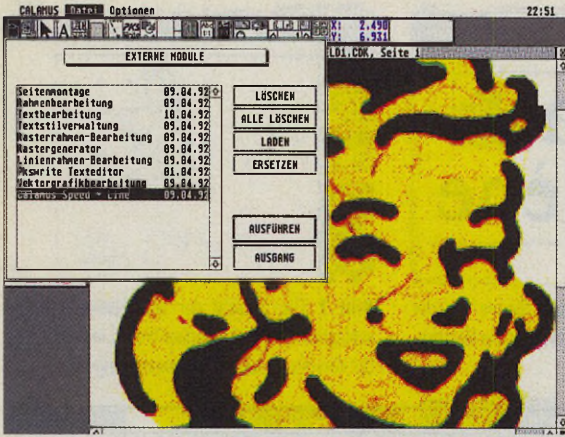 CALAMUS Datei Optionen 22:51
X: 2.490
Y: 6.931
LD1.CDK, Seite 1
EXTERNE MODULE
Seitenmontage 09.04.92
Rahmenbearbeitung 09.04.92
Textbearbeitung 10.04.92
Textstilverwaltung 09.04.92
Rasterrahmen-Bearbeitung 09.04.92
Rastergenerator 09.04.92
Linienrahmen-Bearbeitung 09.04.92
PKSWrite Texteditor 01.04.92
Vektorgrafikbearbeitung 09.04.92
Calamus Speed - Line 09.04.92
LÖSCHEN
ALLE LÖSCHEN
LADEN
ERSETZEN
AUSFÜHREN
AUSGANG